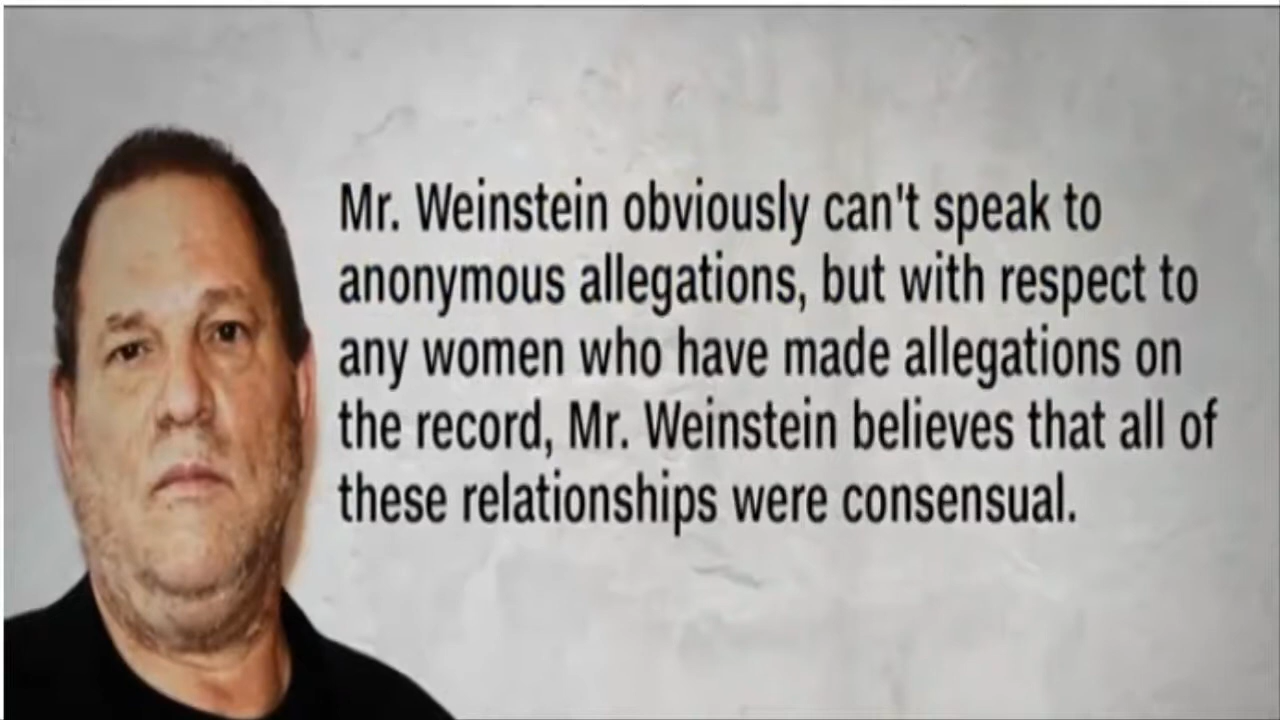 Mr. Weinstein obviously can't speak to
anonymous allegations, but with respect to
any women who have made allegations on
the record, Mr. Weinstein believes that all of
these relationships were consensual.